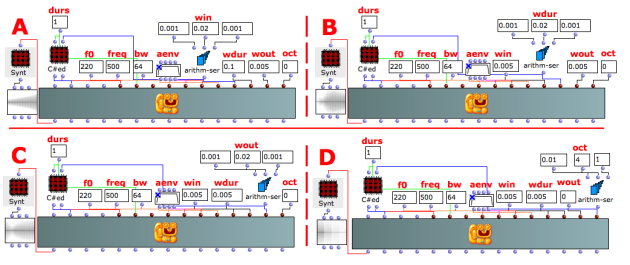 A
durs
1
win
0.001 0.02 0.001
f0 freq bw aenv wdur wout oct
220 500 64 0.1 0.005 0
Synt
C#ed
arithm-ser
B
durs
1
wdur
0.001 0.02 0.001
f0 freq bw aenv win wout oct
220 500 64 0.005 0.005 0
Synt
C#ed
arithm-ser
C
durs
1
wout
0.001 0.02 0.001
f0 freq bw aenv win wdur oct
220 500 64 0.005 0.005 0
Synt
C#ed
arithm-ser
D
durs
1
oct
0.01 4 1
f0 freq bw aenv win wdur wout
220 500 64 0.005 0.005 0
Synt
C#ed
arithm-ser